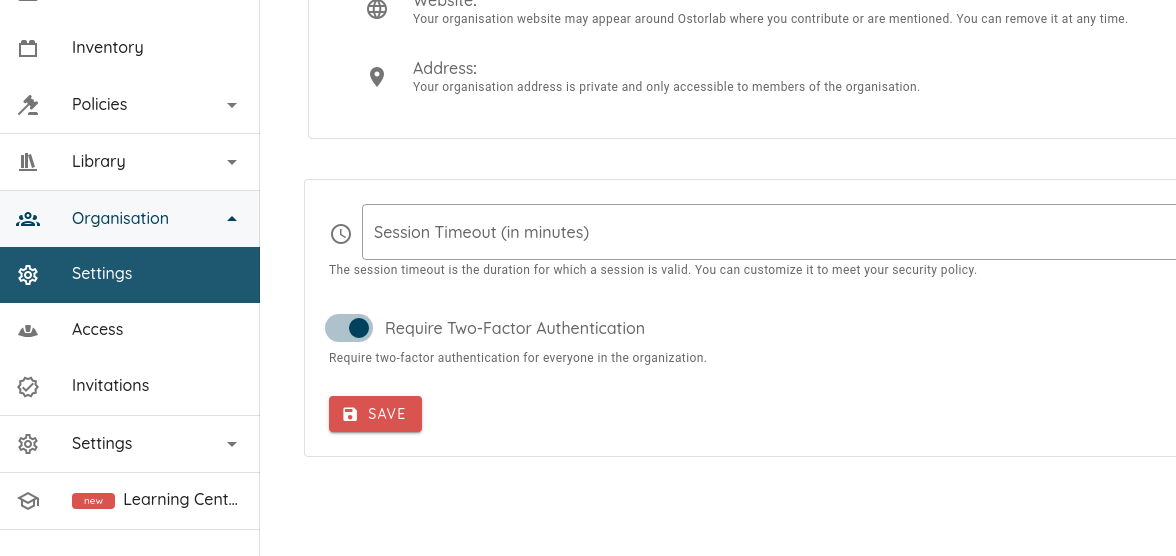 Inventory
Policies
Library
Organisation
Settings
Access
Invitations
Settings
new Learning Cent...
Website:
Your organisation website may appear around Ostorlab where you contribute or are mentioned. You can remove it at any time.
Address:
Your organisation address is private and only accessible to members of the organisation.
Session Timeout (in minutes)
The session timeout is the duration for which a session is valid. You can customize it to meet your security policy.
Require Two-Factor Authentication
Require two-factor authentication for everyone in the organization.
SAVE